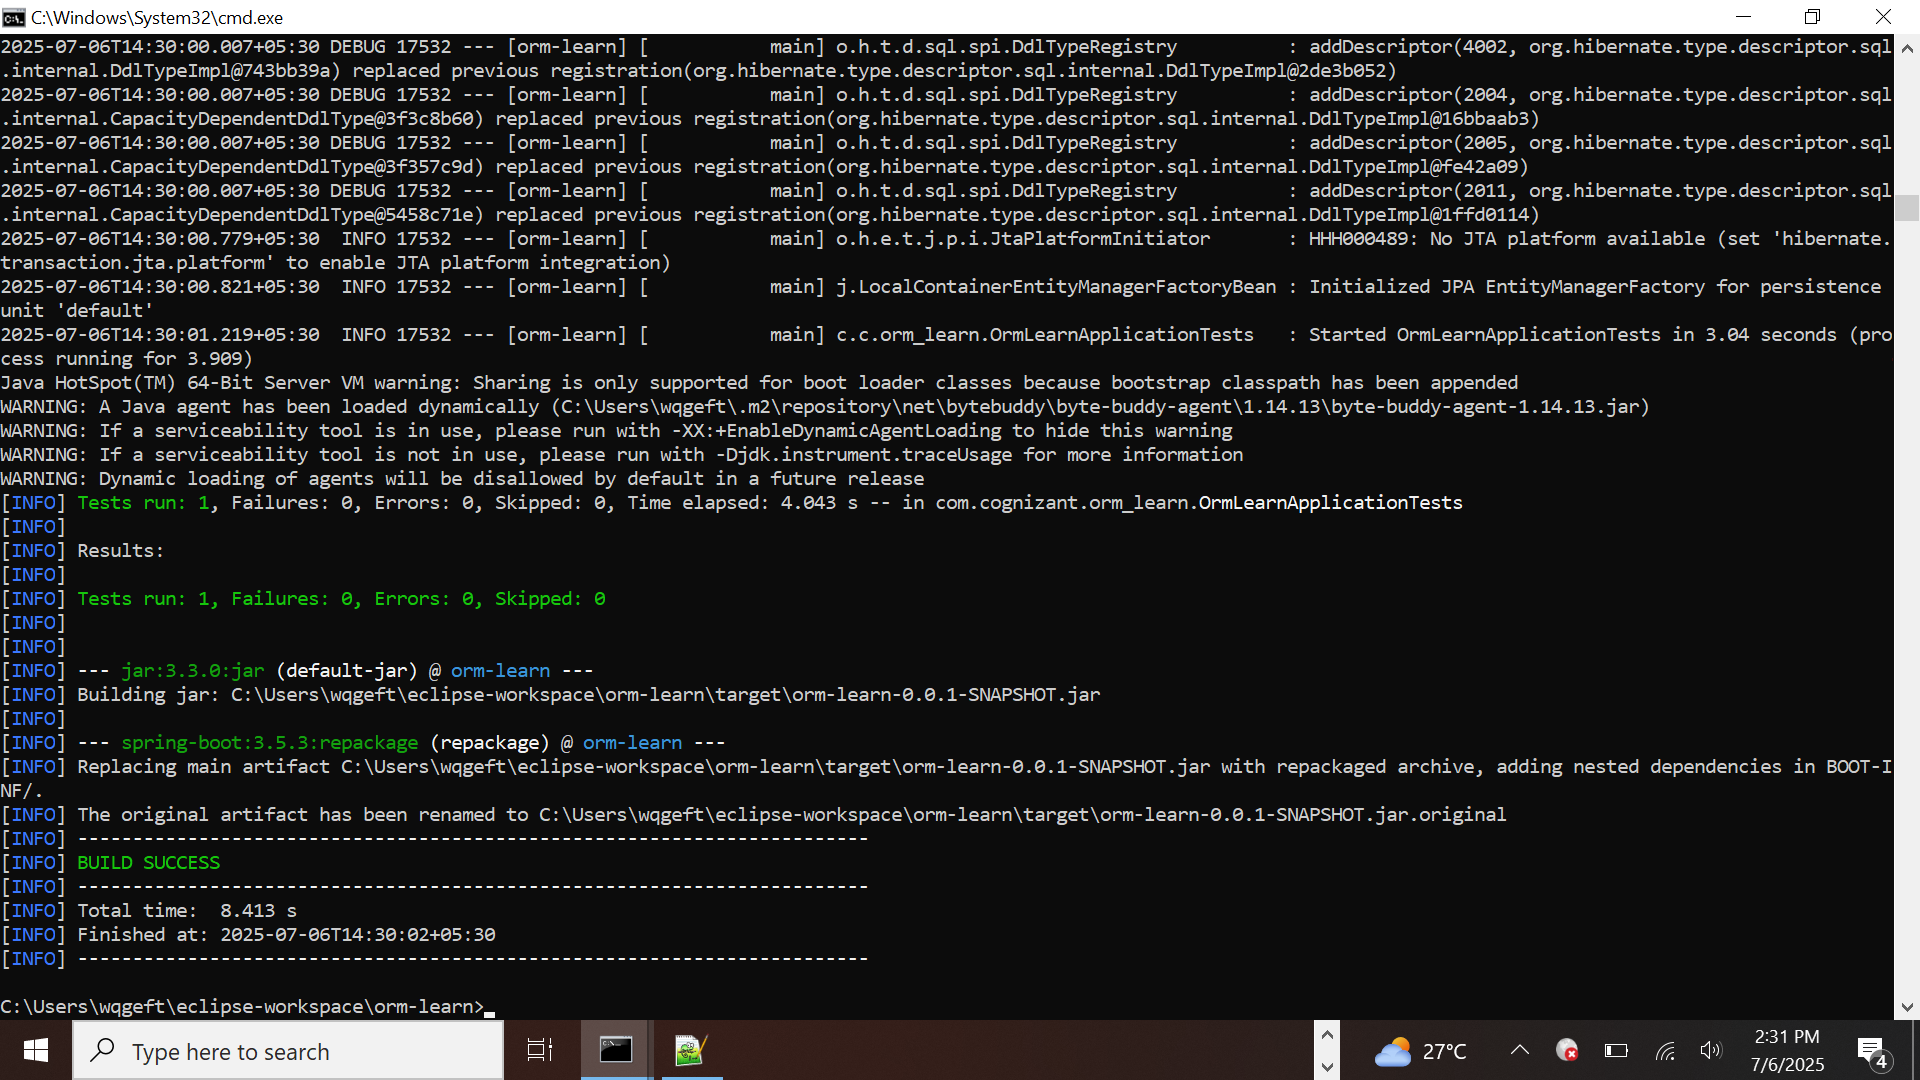 C:\Windows\System32\cmd.exe
2025-07-06T14:30:00.007+05:30 DEBUG 17532 --- [orm-learn] [           main] o.h.t.d.sql.spi.DdlTypeRegistry          : addDescriptor(4002, org.hibernate.type.descriptor.sql
.internal.DdlTypeImpl@743bb39a) replaced previous registration(org.hibernate.type.descriptor.sql.internal.DdlTypeImpl@2de3b052)
2025-07-06T14:30:00.007+05:30 DEBUG 17532 --- [orm-learn] [           main] o.h.t.d.sql.spi.DdlTypeRegistry          : addDescriptor(2004, org.hibernate.type.descriptor.sql
.internal.CapacityDependentDdlType@3f3c8b60) replaced previous registration(org.hibernate.type.descriptor.sql.internal.DdlTypeImpl@16bbaab3)
2025-07-06T14:30:00.007+05:30 DEBUG 17532 --- [orm-learn] [           main] o.h.t.d.sql.spi.DdlTypeRegistry          : addDescriptor(2005, org.hibernate.type.descriptor.sql
.internal.CapacityDependentDdlType@3f357c9d) replaced previous registration(org.hibernate.type.descriptor.sql.internal.DdlTypeImpl@fe42a09)
2025-07-06T14:30:00.007+05:30 DEBUG 17532 --- [orm-learn] [           main] o.h.t.d.sql.spi.DdlTypeRegistry          : addDescriptor(2011, org.hibernate.type.descriptor.sql
.internal.CapacityDependentDdlType@5458c71e) replaced previous registration(org.hibernate.type.descriptor.sql.internal.DdlTypeImpl@1ffd0114)
2025-07-06T14:30:00.779+05:30  INFO 17532 --- [orm-learn] [           main] o.h.e.t.j.p.i.JtaPlatformInitiator       : HHH000489: No JTA platform available (set 'hibernate.
transaction.jta.platform' to enable JTA platform integration)
2025-07-06T14:30:00.821+05:30  INFO 17532 --- [orm-learn] [           main] j.LocalContainerEntityManagerFactoryBean : Initialized JPA EntityManagerFactory for persistence
unit 'default'
2025-07-06T14:30:01.219+05:30  INFO 17532 --- [orm-learn] [           main] c.c.orm_learn.OrmLearnApplicationTests   : Started OrmLearnApplicationTests in 3.04 seconds (pro
cess running for 3.909)
Java HotSpot(TM) 64-Bit Server VM warning: Sharing is only supported for boot loader classes because bootstrap classpath has been appended
WARNING: A Java agent has been loaded dynamically (C:\Users\wqgeft\.m2\repository\net\bytebuddy\byte-buddy-agent\1.14.13\byte-buddy-agent-1.14.13.jar)
WARNING: If a serviceability tool is in use, please run with -XX:+EnableDynamicAgentLoading to hide this warning
WARNING: If a serviceability tool is not in use, please run with -Djdk.instrument.traceUsage for more information
WARNING: Dynamic loading of agents will be disallowed by default in a future release
[INFO] Tests run: 1, Failures: 0, Errors: 0, Skipped: 0, Time elapsed: 4.043 s -- in com.cognizant.orm_learn.OrmLearnApplicationTests
[INFO]
[INFO] Results:
[INFO]
[INFO] Tests run: 1, Failures: 0, Errors: 0, Skipped: 0
[INFO]
[INFO]
[INFO] --- jar:3.3.0:jar (default-jar) @ orm-learn ---
[INFO] Building jar: C:\Users\wqgeft\eclipse-workspace\orm-learn\target\orm-learn-0.0.1-SNAPSHOT.jar
[INFO]
[INFO] --- spring-boot:3.5.3:repackage (repackage) @ orm-learn ---
[INFO] Replacing main artifact C:\Users\wqgeft\eclipse-workspace\orm-learn\target\orm-learn-0.0.1-SNAPSHOT.jar with repackaged archive, adding nested dependencies in BOOT-I
NF/.
[INFO] The original artifact has been renamed to C:\Users\wqgeft\eclipse-workspace\orm-learn\target\orm-learn-0.0.1-SNAPSHOT.jar.original
[INFO] ------------------------------------------------------------------------
[INFO] BUILD SUCCESS
[INFO] ------------------------------------------------------------------------
[INFO] Total time:  8.413 s
[INFO] Finished at: 2025-07-06T14:30:02+05:30
[INFO] ------------------------------------------------------------------------
C:\Users\wqgeft\eclipse-workspace\orm-learn>
Type here to search
27°C
2:31 PM
7/6/2025
4